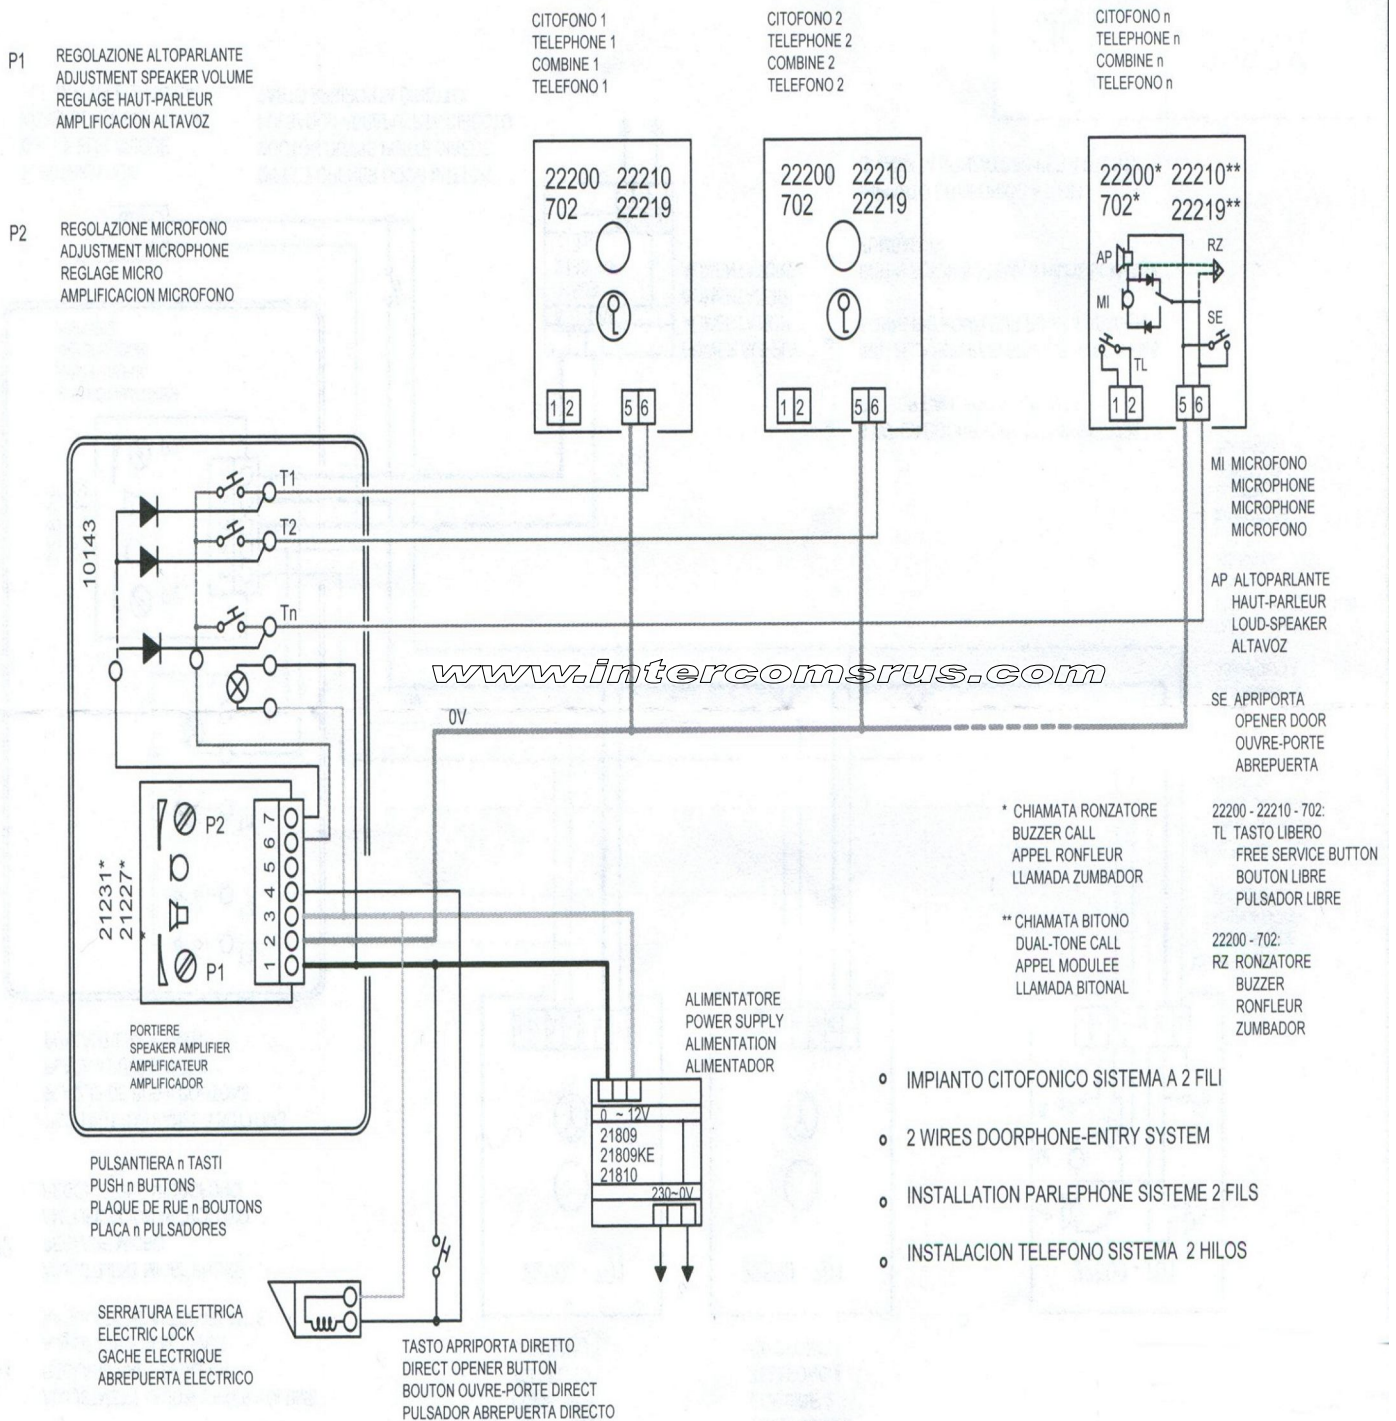 P1 REGOLAZIONE ALTOPARLANTE
ADJUSTMENT SPEAKER VOLUME
REGLAGE HAUT-PARLEUR
AMPLIFICACION ALTAVOZ
P2 REGOLAZIONE MICROFONO
ADJUSTMENT MICROPHONE
REGLAGE MICRO
AMPLIFICACION MICROFONO
CITOFONO 1
TELEPHONE 1
COMBINE 1
TELEFONO 1
22200 22210
702 22219
1 2 5 6
CITOFONO 2
TELEPHONE 2
COMBINE 2
TELEFONO 2
22200 22210
702 22219
1 2 5 6
CITOFONO n
TELEPHONE n
COMBINE n
TELEFONO n
22200* 22210**
702* 22219**
AP RZ
MI SE
TL
1 2 5 6
MI MICROFONO
MICROPHONE
MICROPHONE
MICROFONO
AP ALTOPARLANTE
HAUT-PARLEUR
LOUD-SPEAKER
ALTAVOZ
SE APRIPORTA
OPENER DOOR
OUVRE-PORTE
ABREPUERTA
10143
T1
T2
Tn
www.intercomsrus.com
0V
21231*
21227*
*
P2
P1
7
6
5
4
3
2
1
PORTIERE
SPEAKER AMPLIFIER
AMPLIFICATEUR
AMPLIFICADOR
PULSANTIERA n TASTI
PUSH n BUTTONS
PLAQUE DE RUE n BOUTONS
PLACA n PULSADORES
SERRATURA ELETTRICA
ELECTRIC LOCK
GACHE ELECTRIQUE
ABREPUERTA ELECTRICO
TASTO APRIPORTA DIRETTO
DIRECT OPENER BUTTON
BOUTON OUVRE-PORTE DIRECT
PULSADOR ABREPUERTA DIRECTO
ALIMENTATORE
POWER SUPPLY
ALIMENTATION
ALIMENTADOR
0 ~ 12V
21809
21809KE
21810
230~0V
* CHIAMATA RONZATORE
BUZZER CALL
APPEL RONFLEUR
LLAMADA ZUMBADOR
** CHIAMATA BITONO
DUAL-TONE CALL
APPEL MODULEE
LLAMADA BITONAL
22200 - 22210 - 702:
TL TASTO LIBERO
FREE SERVICE BUTTON
BOUTON LIBRE
PULSADOR LIBRE
22200 - 702:
RZ RONZATORE
BUZZER
RONFLEUR
ZUMBADOR
IMPIANTO CITOFONICO SISTEMA A 2 FILI
2 WIRES DOORPHONE-ENTRY SYSTEM
INSTALLATION PARLEPHONE SISTEME 2 FILS
INSTALACION TELEFONO SISTEMA 2 HILOS